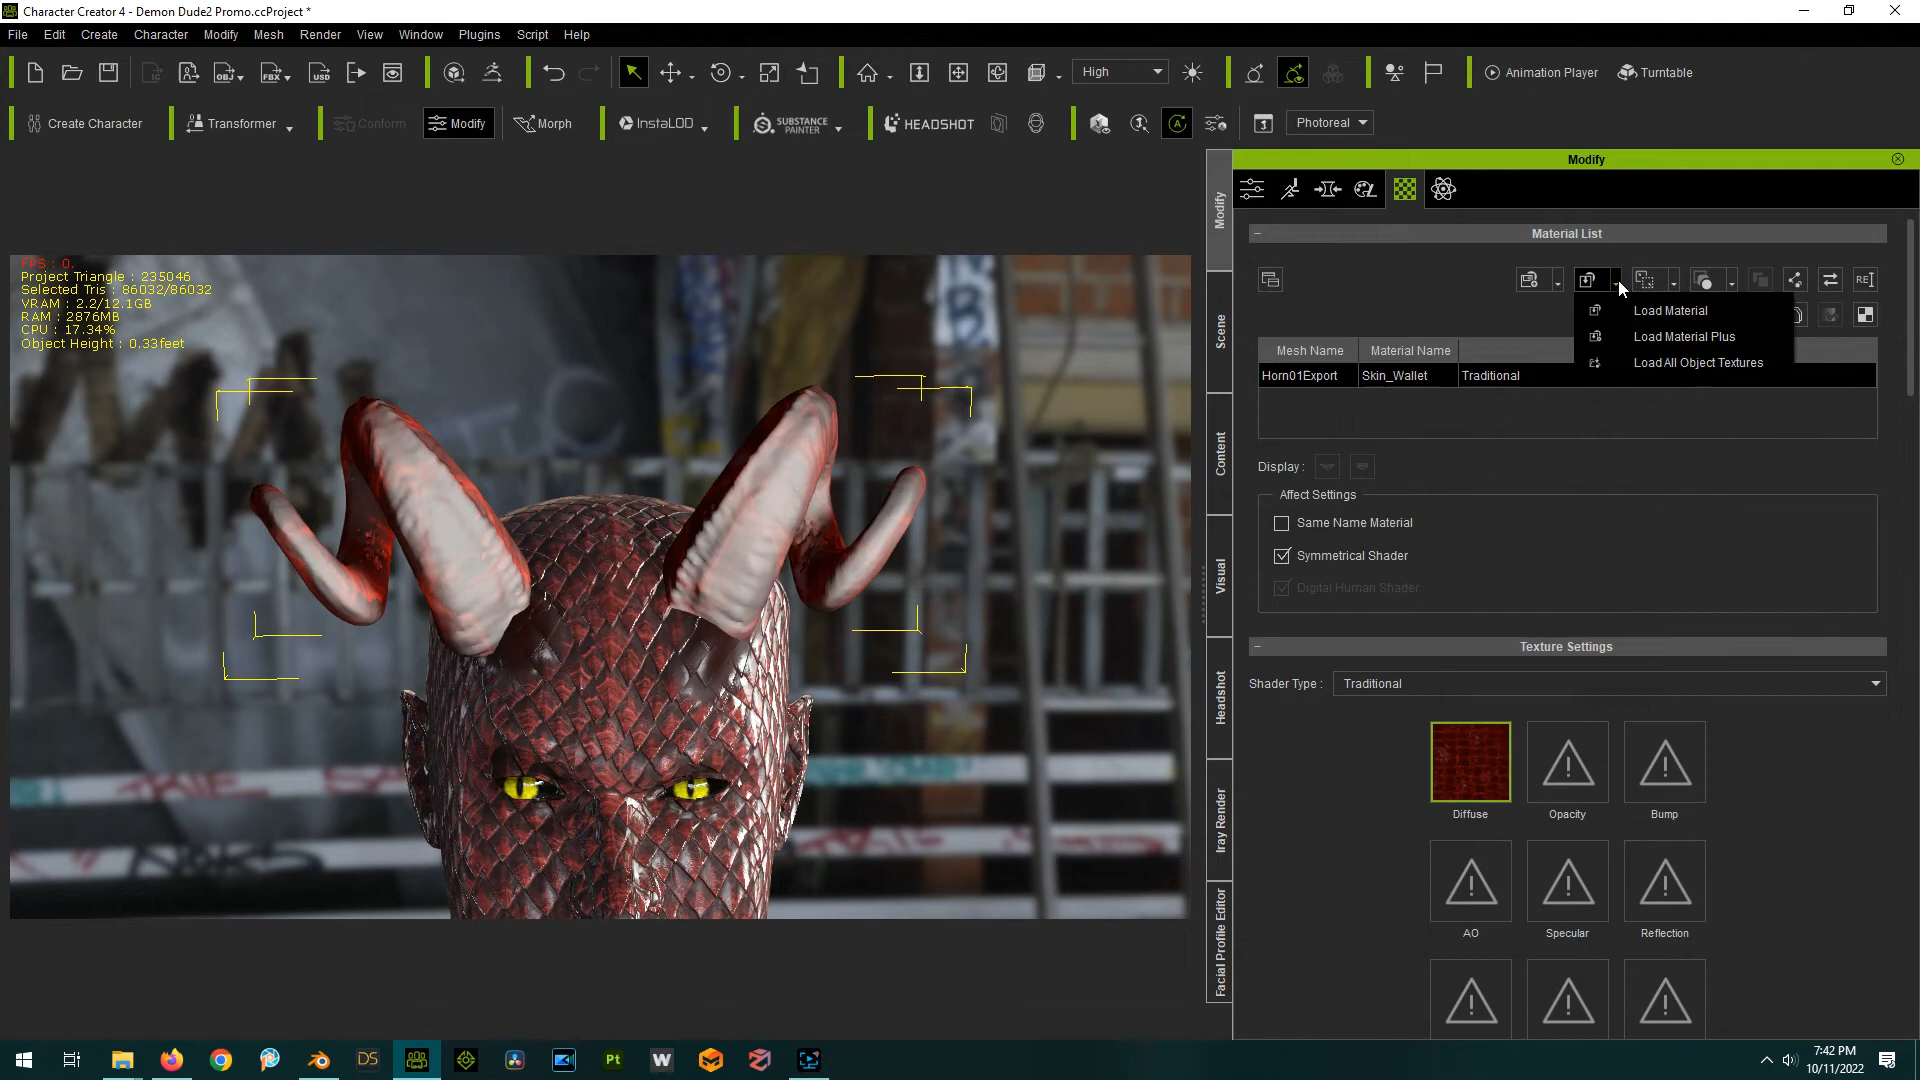 Character Creator 4 - Demon Dude2 Promo.ccProject *
File Edit Create Character Modify Mesh Render View Window Plugins Script Help
OBJ FBX USD High Animation Player Turntable
Create Character Transformer Conform Modify Morph InstaLOD SUBSTANCE PAINTER HEADSHOT Photoreal
Modify
Material List
Load Material
Load Material Plus
Load All Object Textures
Mesh Name Material Name
Horn01Export Skin_Wallet Traditional
Display :
Affect Settings
Same Name Material
Symmetrical Shader
Digital Human Shader
Texture Settings
Shader Type : Traditional
Diffuse Opacity Bump
AO Specular Reflection
Modify
Scene
Content
Visual
Headshot
Iray Render
Facial Profile Editor
FPS : 0.
Project Triangle : 235046
Selected Tris : 86032/86032
VRAM : 2.2/12.1GB
RAM : 2876MB
CPU : 17.34%
Object Height : 0.33feet
DS Pt W
7:42 PM
10/11/2022